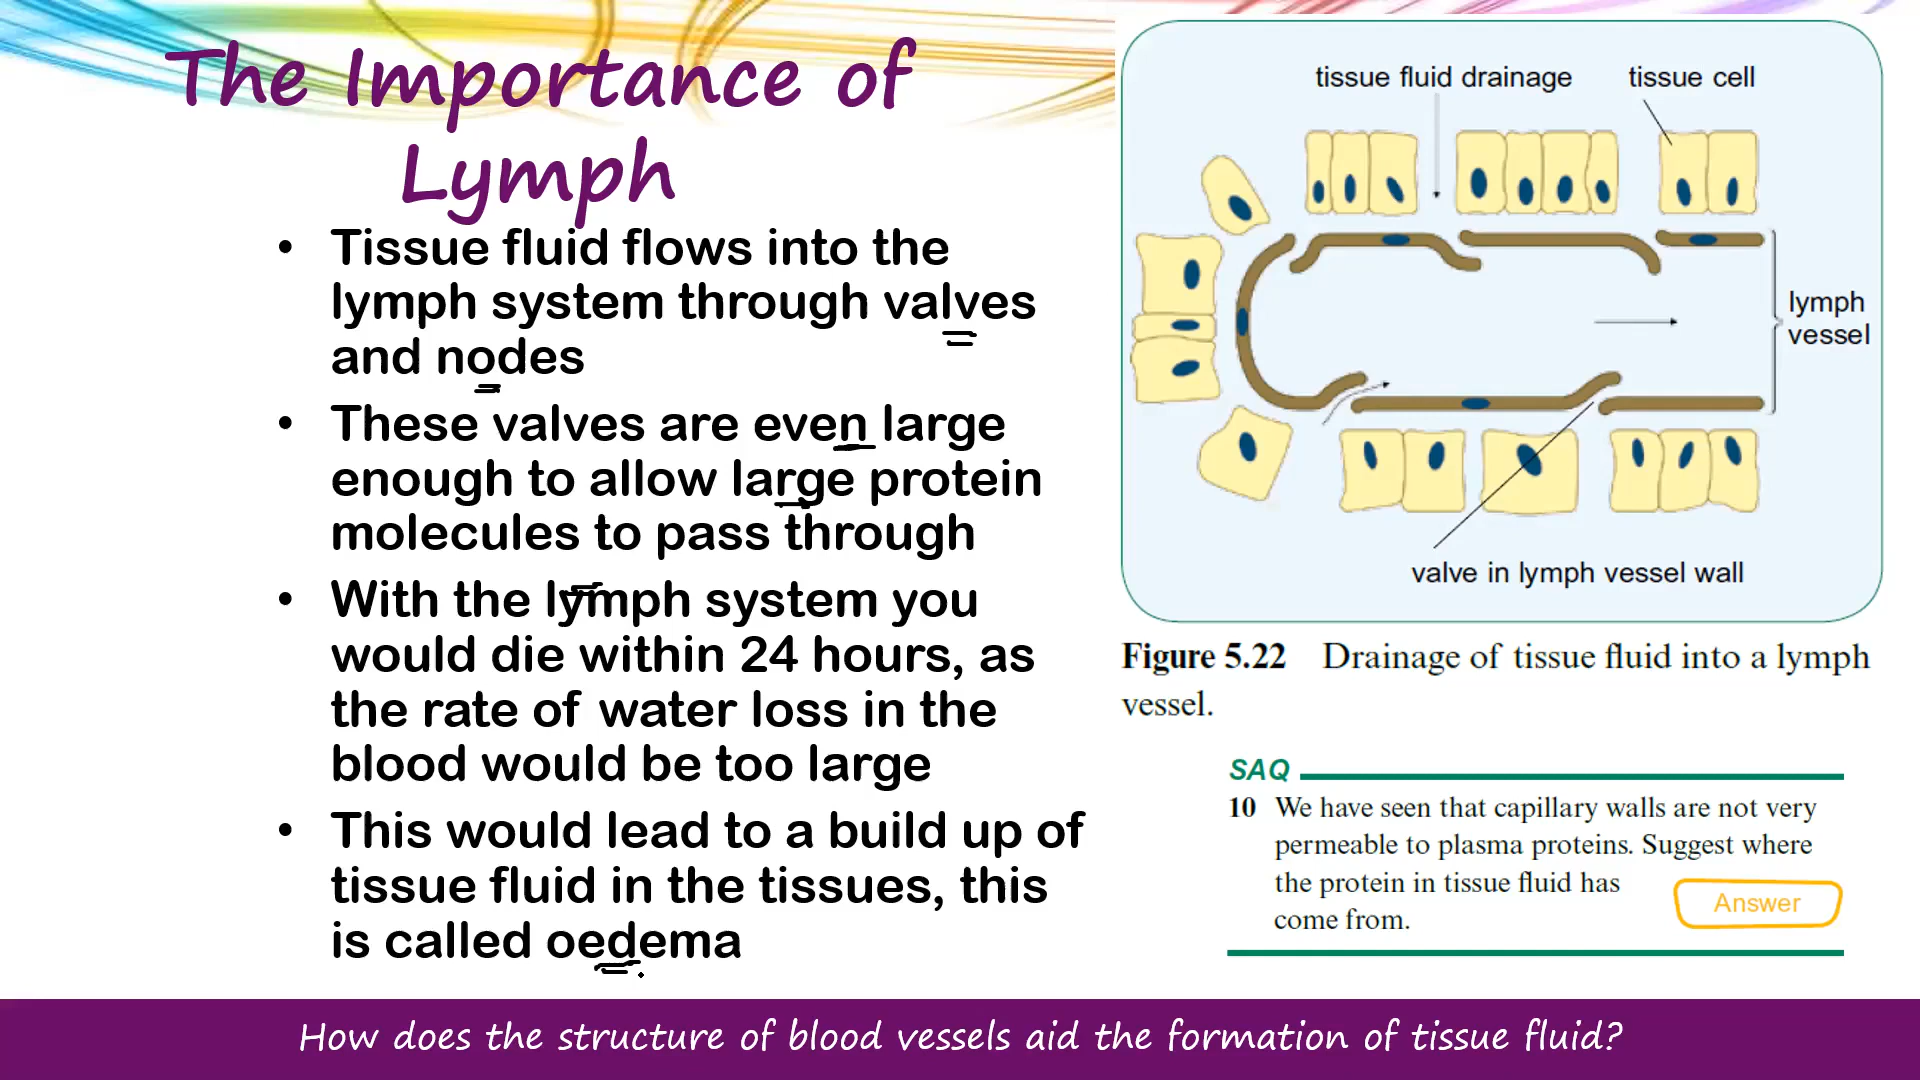 The Importance of
Lymph
• Tissue fluid flows into the
lymph system through valves
and nodes
• These valves are even large
enough to allow large protein
molecules to pass through
• With the lymph system you
would die within 24 hours, as
the rate of water loss in the
blood would be too large
• This would lead to a build up of
tissue fluid in the tissues, this
is called oedema
tissue fluid drainage
tissue cell
lymph
vessel
valve in lymph vessel wall
Figure 5.22 Drainage of tissue fluid into a lymph
vessel.
SAQ
10 We have seen that capillary walls are not very
permeable to plasma proteins. Suggest where
the protein in tissue fluid has
come from.
Answer
How does the structure of blood vessels aid the formation of tissue fluid?